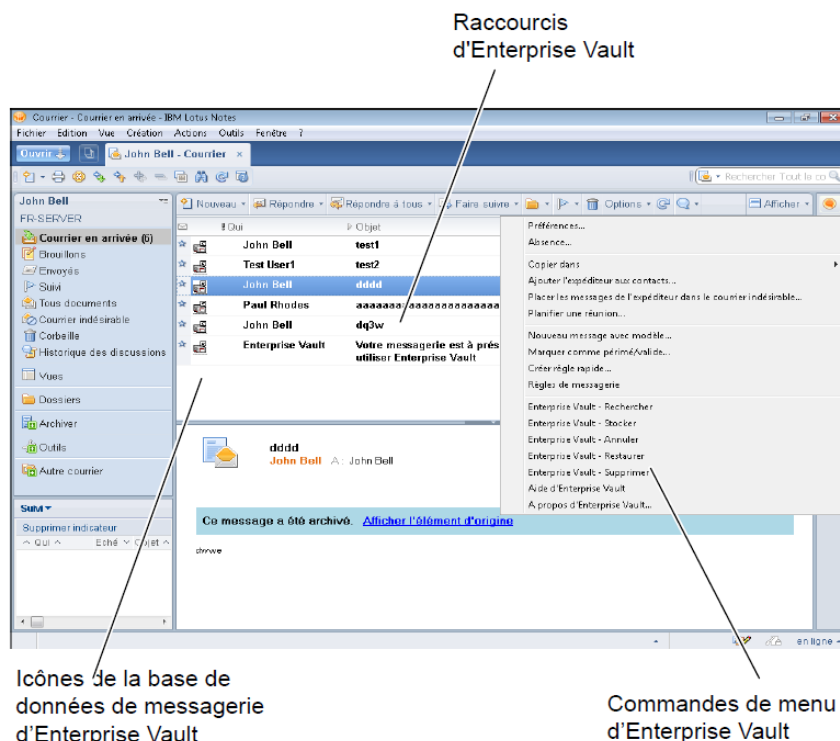 Raccourcis
d'Enterprise Vault
Courrier - Courrier en arrivée - IBM Lotus Notes
Fichier Edition Vue Création Actions Outils Fenêtre ?
Ouvrir
John Bell - Courrier ×
Rechercher Tout le co
John Bell
FR-SERVER
Courrier en arrivée (6)
Brouillons
Envoyés
Suivi
Tous documents
Courrier indésirable
Corbeille
Historique des discussions
Vues
Dossiers
Archiver
Outils
Autre courrier
Suivi
Supprimer indicateur
Qui Eché Objet
Nouveau Répondre Répondre à tous Faire suivre Options Afficher
! Qui Objet
John Bell test1
Test User1 test2
John Bell dddd
Paul Rhodes aaaaaaa
John Bell dq3w
Enterprise Vault Votre messagerie est à prés
utiliser Enterprise Vault
Préférences...
Absence...
Copier dans
Ajouter l'expéditeur aux contacts...
Placer les messages de l'expéditeur dans le courrier indésirable...
Planifier une réunion...
Nouveau message avec modèle...
Marquer comme périmé/valide...
Créer règle rapide...
Règles de messagerie
Enterprise Vault - Rechercher
Enterprise Vault - Stocker
Enterprise Vault - Annuler
Enterprise Vault - Restaurer
Enterprise Vault - Supprimer
Aide d'Enterprise Vault
A propos d'Enterprise Vault...
dddd
John Bell A : John Bell
Ce message a été archivé. Afficher l'élément d'origine
en ligne
Icônes de la base de
données de messagerie
d'Enterprise Vault
Commandes de menu
d'Enterprise Vault